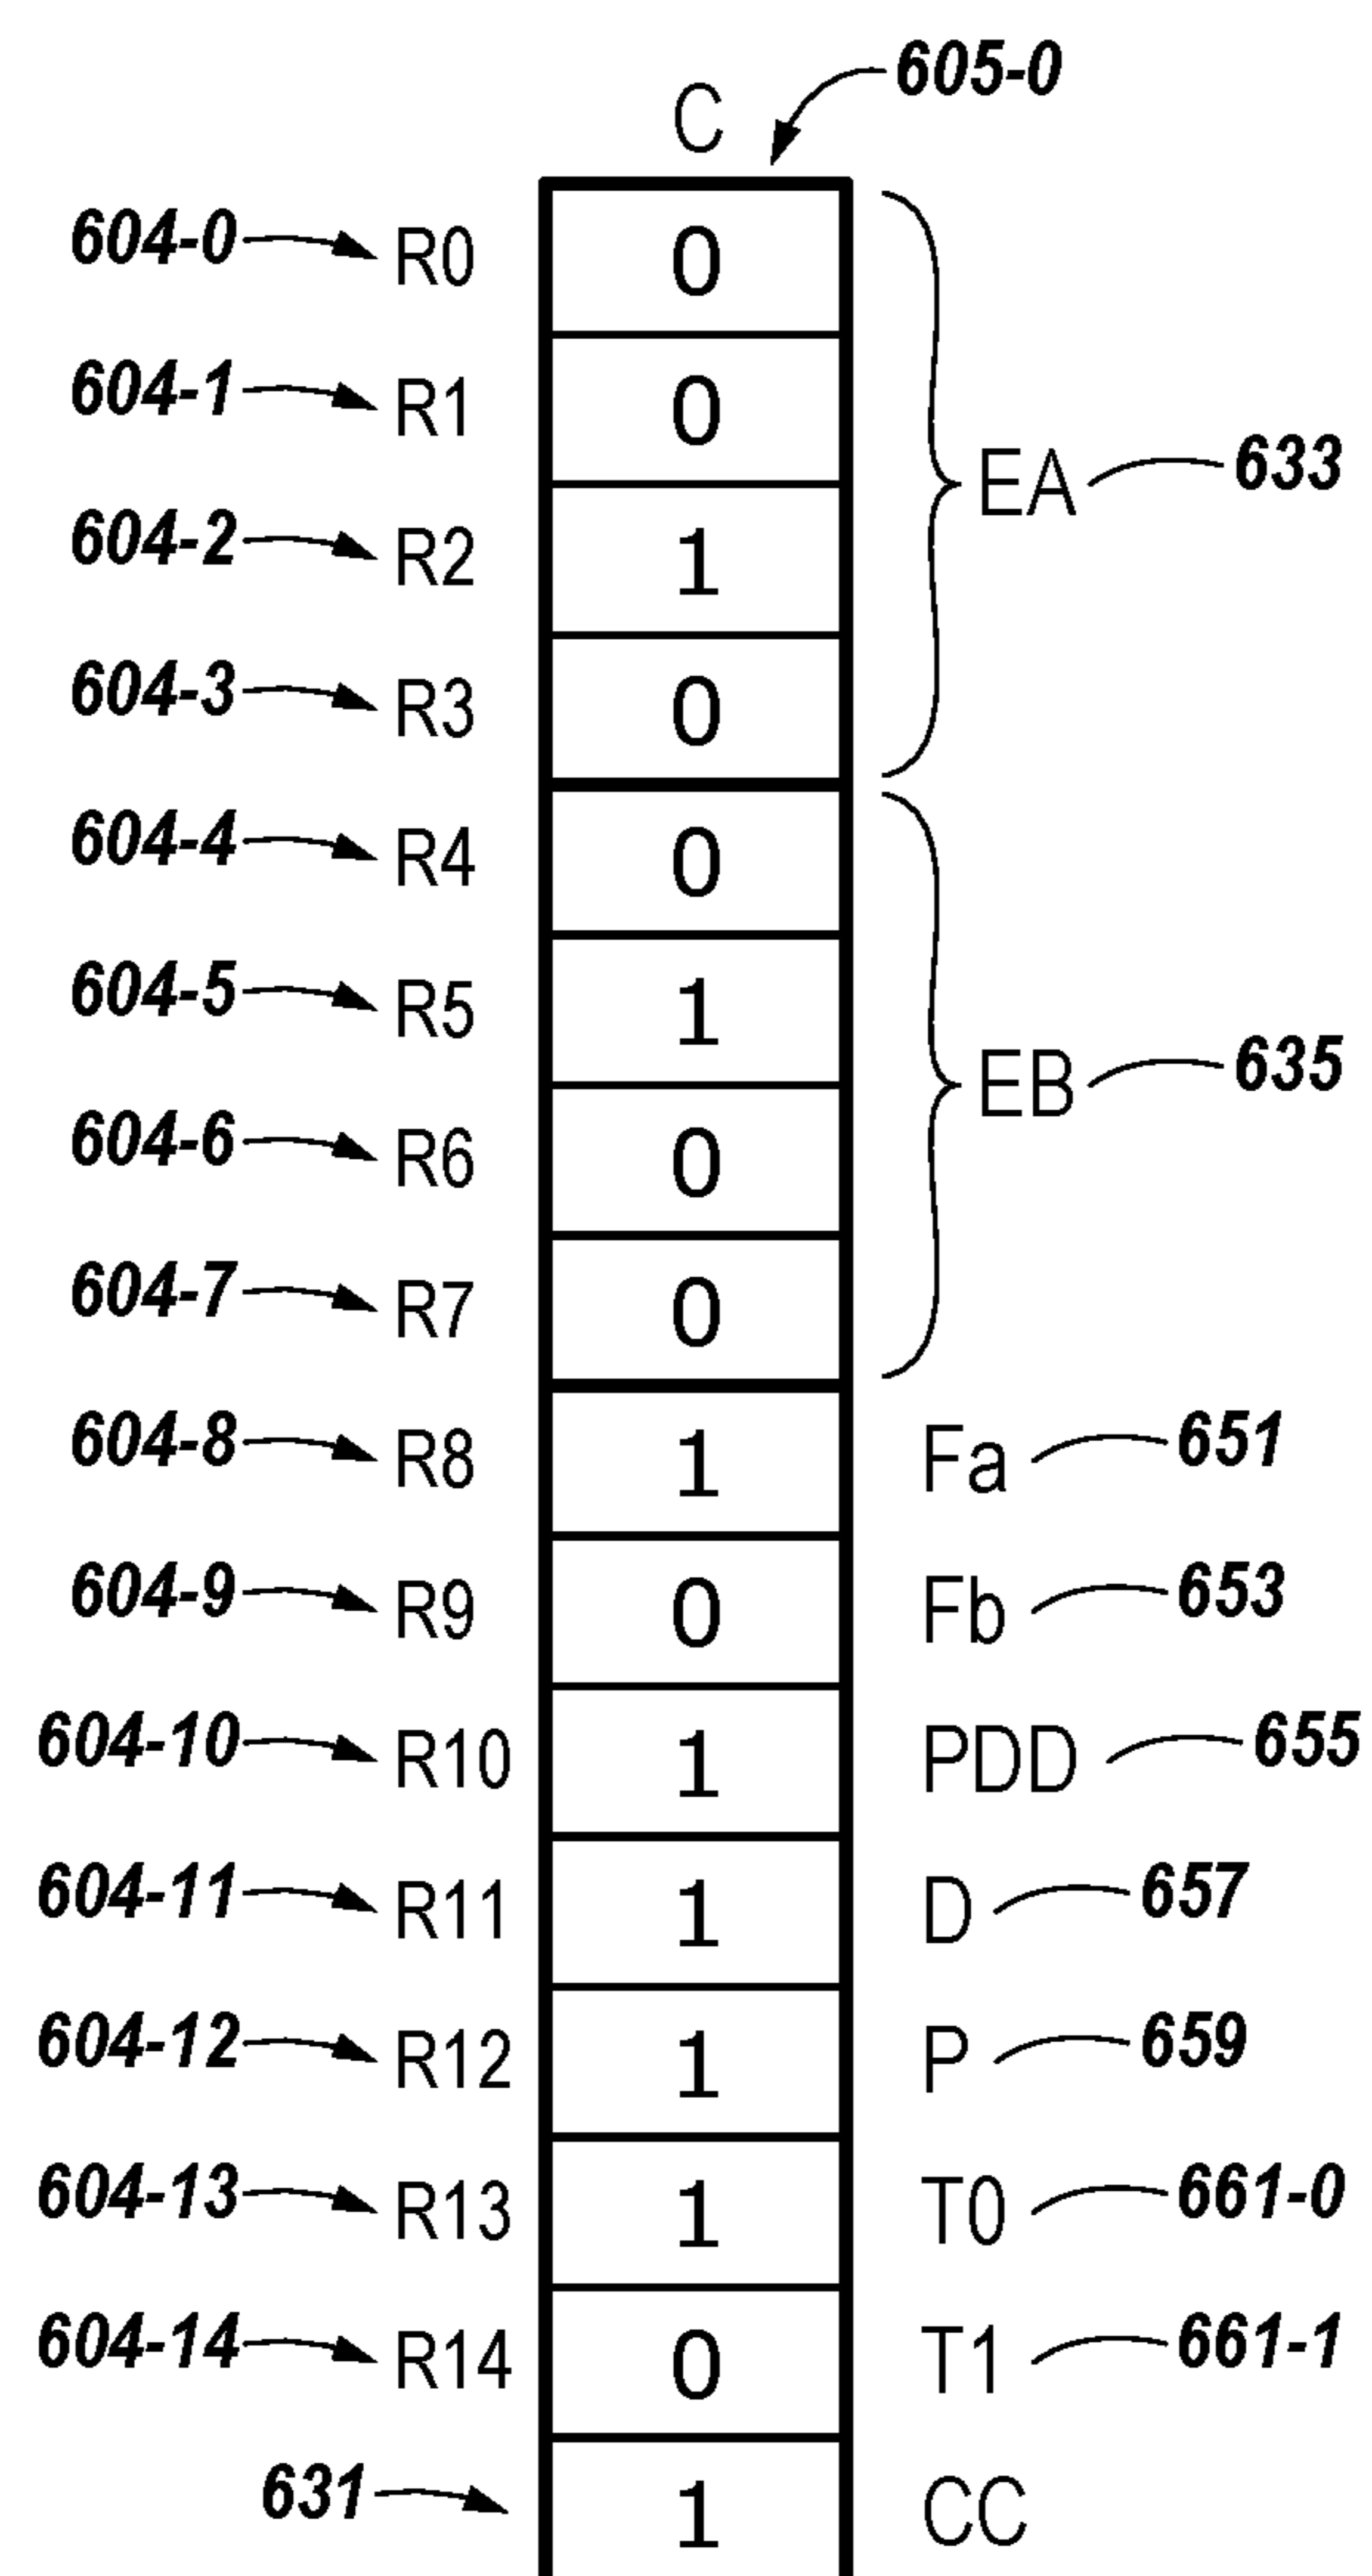 C 605-0
604-0 R0 0
604-1 R1 0
EA 633
604-2 R2 1
604-3 R3 0
604-4 R4 0
604-5 R5 1
EB 635
604-6 R6 0
604-7 R7 0
604-8 R8 1 Fa 651
604-9 R9 0 Fb 653
604-10 R10 1 PDD 655
604-11 R11 1 D 657
604-12 R12 1 P 659
604-13 R13 1 T0 661-0
604-14 R14 0 T1 661-1
631 1 CC